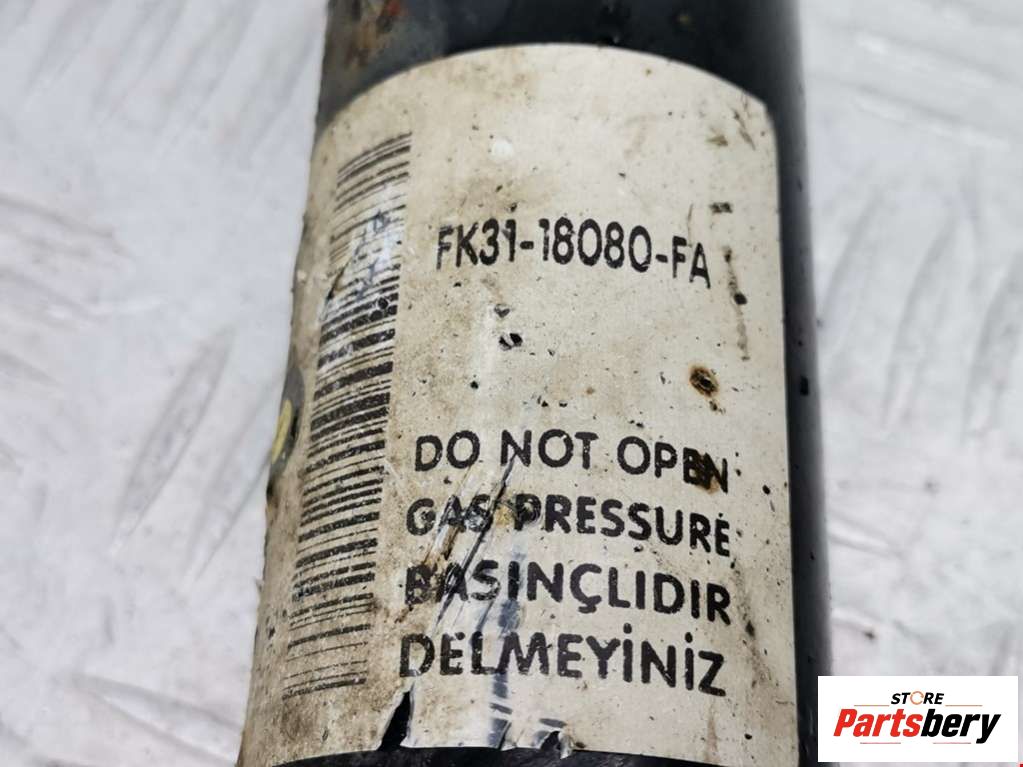 FK31-18080-FA
DO NOT OPEN
GAS PRESSURE
BASINÇLIDIR
DELMEYİNİZ
STORE
Partsbery